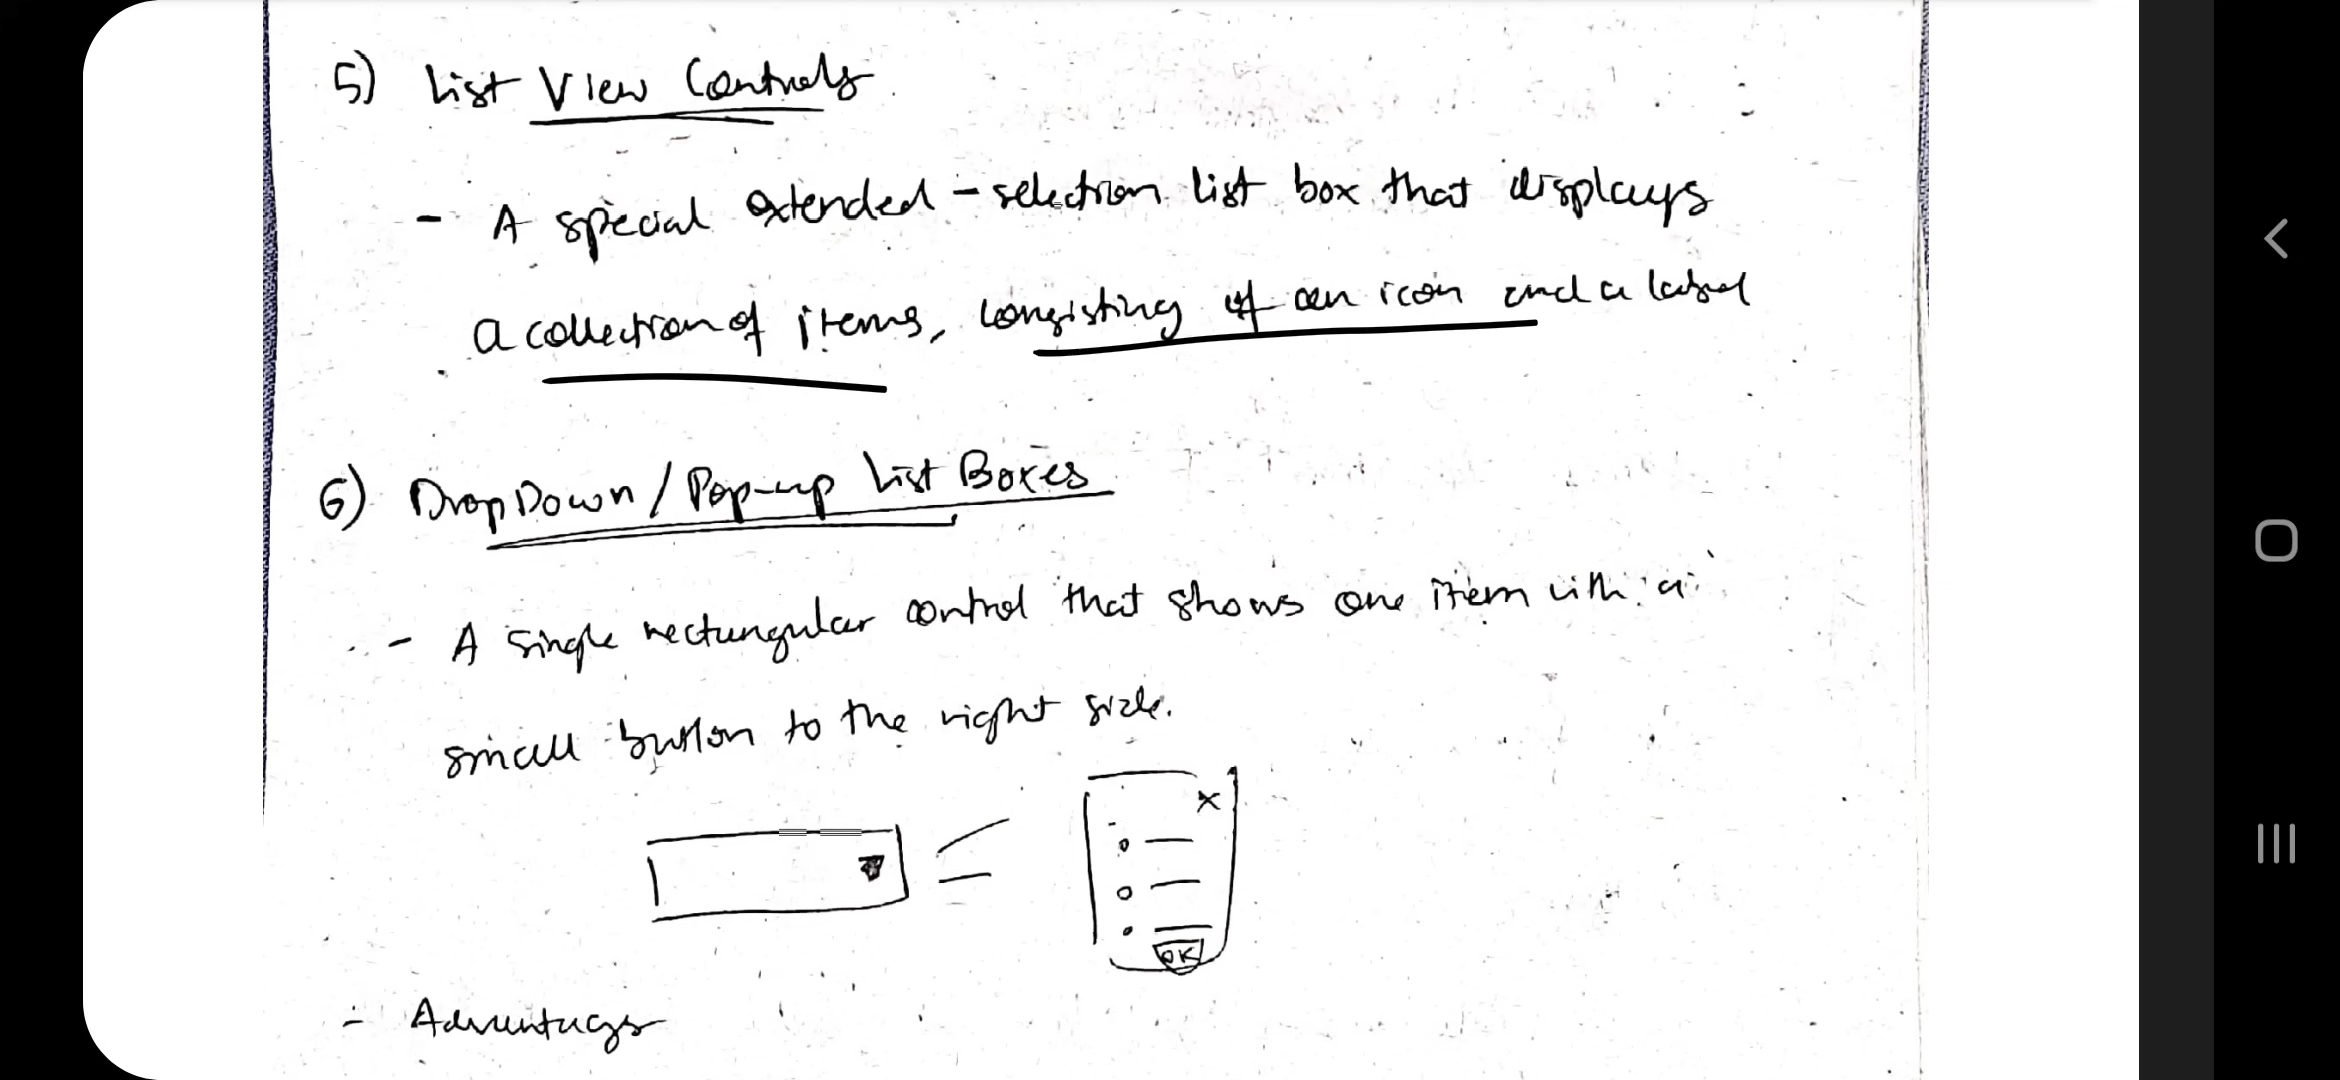 5) List View Controls
- A special extended - selection list box that displays
a collection of items, consisting of an icon and a label
6) Drop Down / Pop-up List Boxes
- A single rectangular control that shows one item with a
small button to the right side.
X
OK
- Advantages